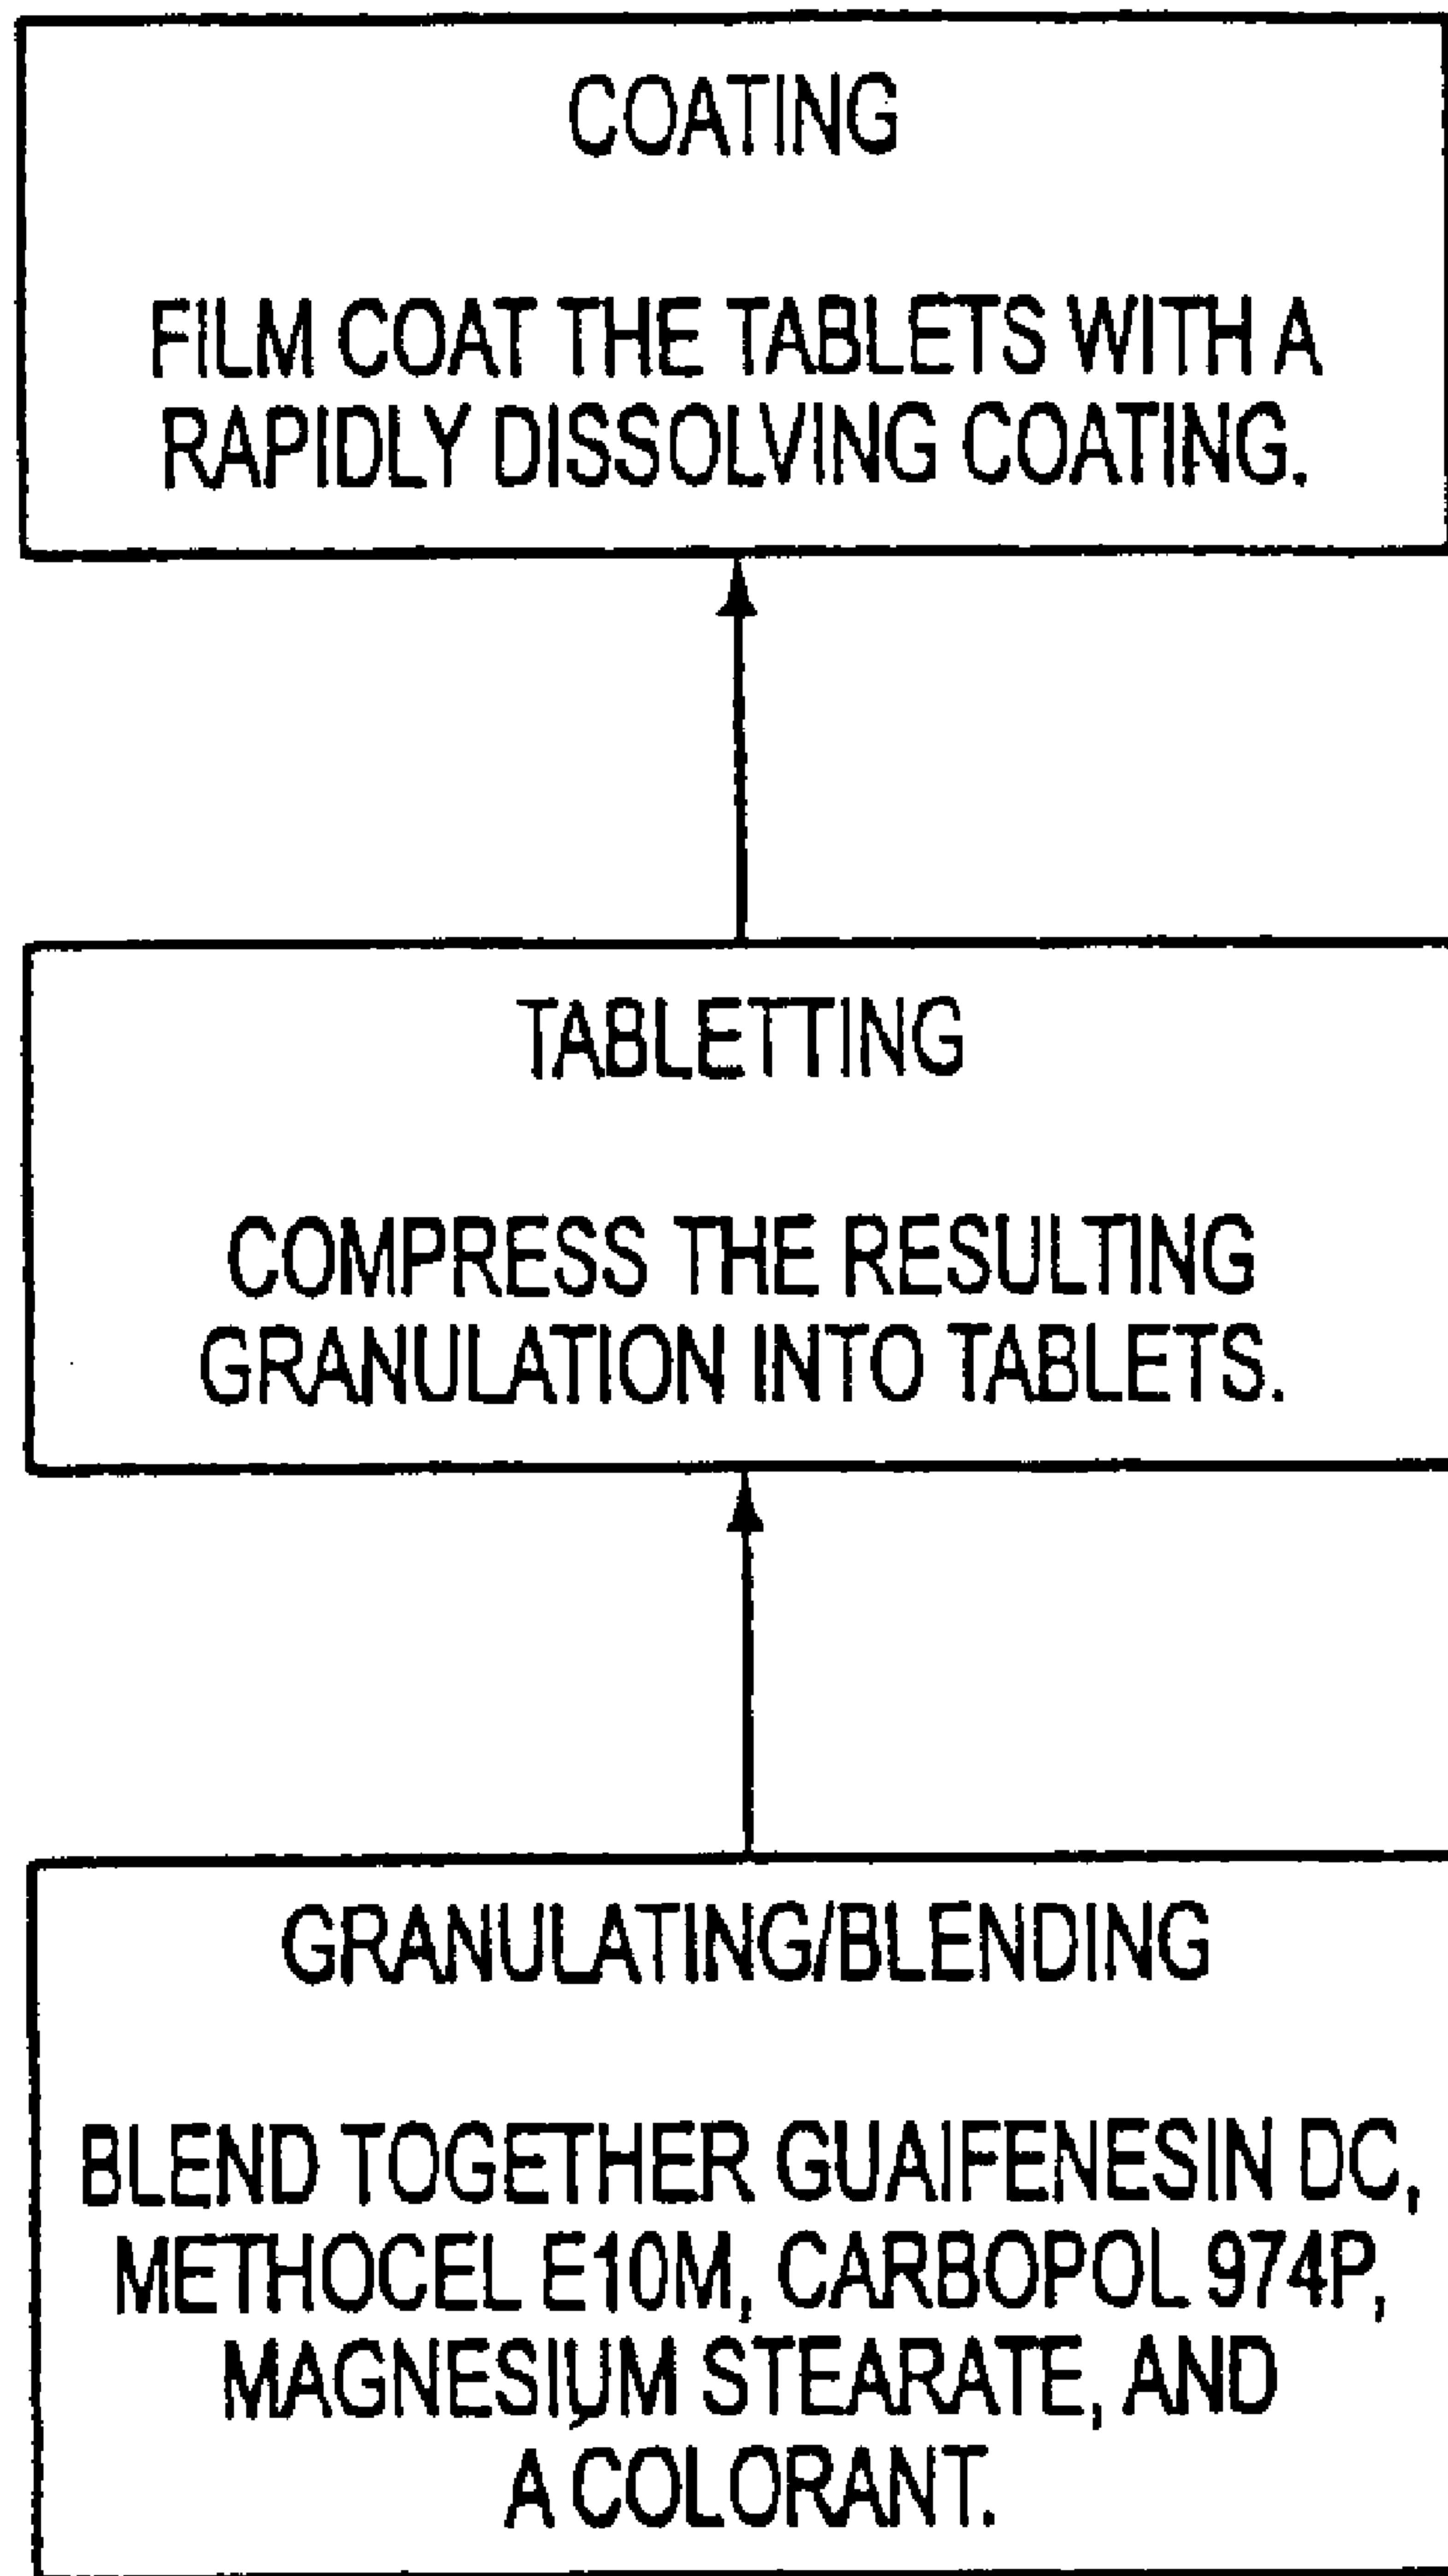 COATING
FILM COAT THE TABLETS WITH A
RAPIDLY DISSOLVING COATING.
TABLETTING
COMPRESS THE RESULTING
GRANULATION INTO TABLETS.
GRANULATING/BLENDING
BLEND TOGETHER GUAIFENESIN DC,
METHOCEL E10M, CARBOPOL 974P,
MAGNESIUM STEARATE, AND
A COLORANT.